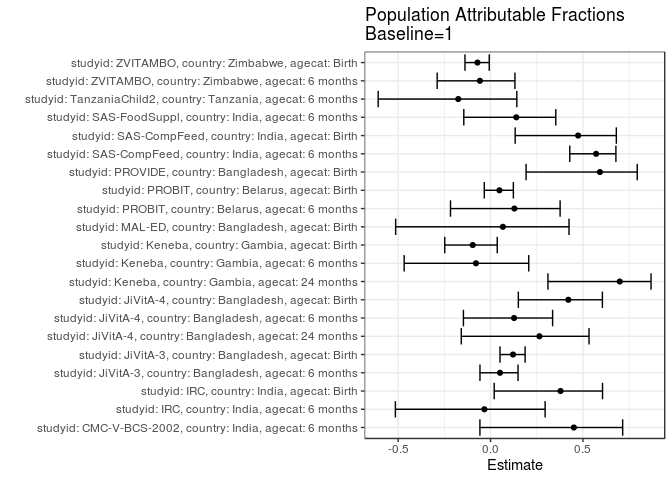 Population Attributable Fractions
Baseline=1
studyid: ZVITAMBO, country: Zimbabwe, agecat: Birth
studyid: ZVITAMBO, country: Zimbabwe, agecat: 6 months
studyid: TanzaniaChild2, country: Tanzania, agecat: 6 months
studyid: SAS-FoodSuppl, country: India, agecat: 6 months
studyid: SAS-CompFeed, country: India, agecat: Birth
studyid: SAS-CompFeed, country: India, agecat: 6 months
studyid: PROVIDE, country: Bangladesh, agecat: Birth
studyid: PROBIT, country: Belarus, agecat: Birth
studyid: PROBIT, country: Belarus, agecat: 6 months
studyid: MAL-ED, country: Bangladesh, agecat: Birth
studyid: Keneba, country: Gambia, agecat: Birth
studyid: Keneba, country: Gambia, agecat: 6 months
studyid: Keneba, country: Gambia, agecat: 24 months
studyid: JiVitA-4, country: Bangladesh, agecat: Birth
studyid: JiVitA-4, country: Bangladesh, agecat: 6 months
studyid: JiVitA-4, country: Bangladesh, agecat: 24 months
studyid: JiVitA-3, country: Bangladesh, agecat: Birth
studyid: JiVitA-3, country: Bangladesh, agecat: 6 months
studyid: IRC, country: India, agecat: Birth
studyid: IRC, country: India, agecat: 6 months
studyid: CMC-V-BCS-2002, country: India, agecat: 6 months
-0.5 0.0 0.5
Estimate